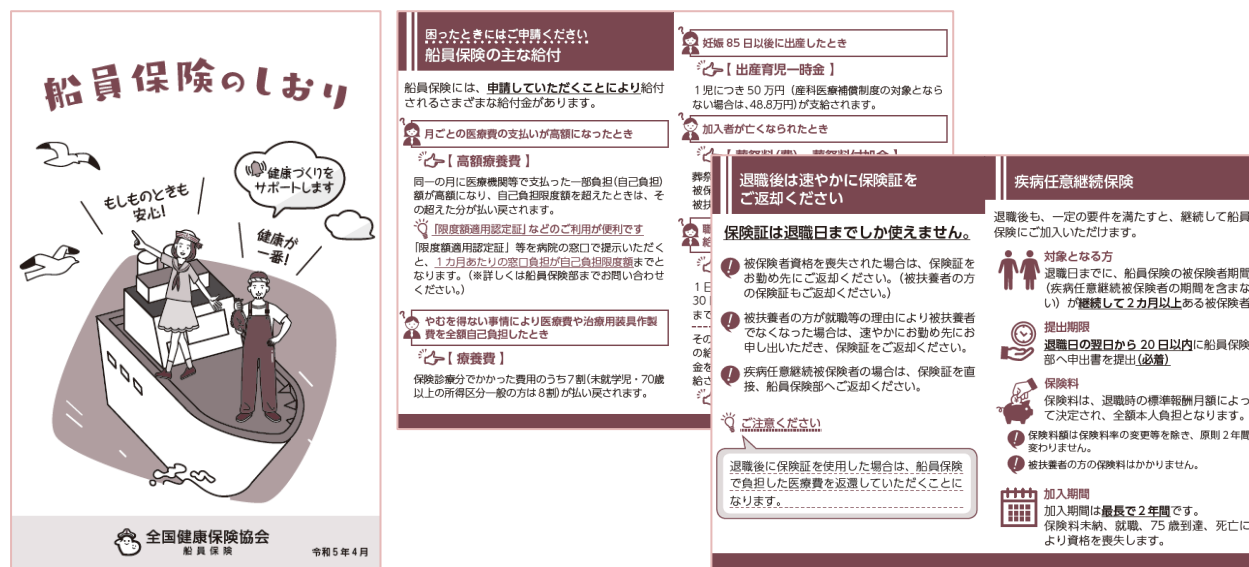 船員保険のしおり
健康づくりを
サポートします
もしものときも
安心!
健康が
一番!
全国健康保険協会
船員保険
令和5年4月
困ったときにはご申請ください
船員保険の主な給付
船員保険には、申請していただくことにより給付
されるさまざまな給付金があります。
月ごとの医療費の支払いが高額になったとき
【 高額療養費 】
同一の月に医療機関等で支払った一部負担(自己負担)
額が高額になり、自己負担限度額を超えたときは、そ
の超えた分が払い戻されます。
「限度額適用認定証」などのご利用が便利です
「限度額適用認定証」等を病院の窓口で提示いただく
と、1カ月あたりの窓口負担が自己負担限度額までと
なります。(※詳しくは船員保険部までお問い合わせ
ください。)
やむを得ない事情により医療費や治療用装具作製
費を全額自己負担したとき
【 療養費 】
保険診療分でかかった費用のうち7割(未就学児・70歳
以上の所得区分一般の方は8割)が払い戻されます。
妊娠85日以後に出産したとき
【 出産育児一時金 】
1児につき50万円(産科医療補償制度の対象となら
ない場合は、48.8万円)が支給されます。
加入者が亡くなられたとき
葬祭
被保
被扶
職
給
1日
30
まで
その
の給
金を
給さ
退職後は速やかに保険証を
ご返却ください
保険証は退職日までしか使えません。
被保険者資格を喪失された場合は、保険証を
お勤め先にご返却ください。(被扶養者の方
の保険証もご返却ください。)
被扶養者の方が就職等の理由により被扶養者
でなくなった場合は、速やかにお勤め先にお
申し出いただき、保険証をご返却ください。
疾病任意継続被保険者の場合は、保険証を直
接、船員保険部へご返却ください。
ご注意ください
退職後に保険証を使用した場合は、船員保険
で負担した医療費を返還していただくことに
なります。
疾病任意継続保険
退職後も、一定の要件を満たすと、継続して船員
保険にご加入いただけます。
対象となる方
退職日までに、船員保険の被保険者期間
(疾病任意継続被保険者の期間を含まな
い)が継続して2カ月以上ある被保険者
提出期限
退職日の翌日から20日以内に船員保険
部へ申出書を提出(必着)
保険料
保険料は、退職時の標準報酬月額によっ
て決定され、全額本人負担となります。
保険料額は保険料率の変更等を除き、原則2年間
変わりません。
被扶養者の方の保険料はかかりません。
加入期間
加入期間は最長で2年間です。
保険料未納、就職、75歳到達、死亡に
より資格を喪失します。